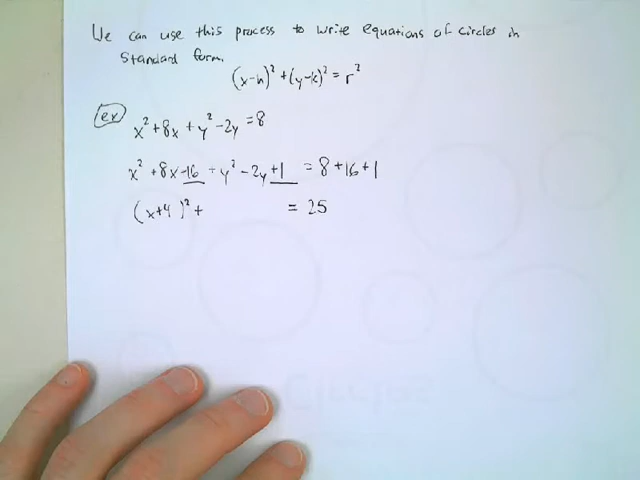 We can use this process to write equations of circles in
Standard form.
(x-h)² + (y-k)² = r²
ex
x² + 8x + y² - 2y = 8
x² + 8x - 16 + y² - 2y + 1 = 8 + 16 + 1
(x+4)² + = 25